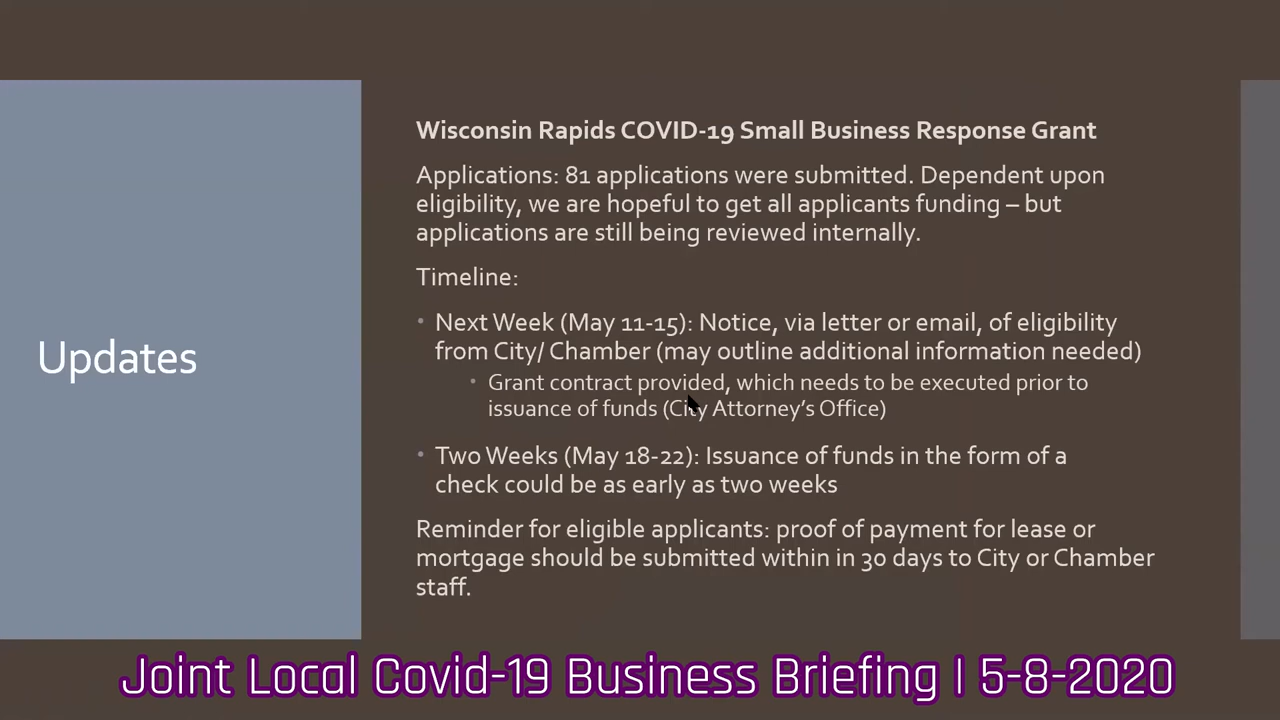 Updates
Wisconsin Rapids COVID-19 Small Business Response Grant
Applications: 81 applications were submitted. Dependent upon
eligibility, we are hopeful to get all applicants funding – but
applications are still being reviewed internally.
Timeline:
• Next Week (May 11-15): Notice, via letter or email, of eligibility
from City/ Chamber (may outline additional information needed)
• Grant contract provided, which needs to be executed prior to
issuance of funds (City Attorney's Office)
• Two Weeks (May 18-22): Issuance of funds in the form of a
check could be as early as two weeks
Reminder for eligible applicants: proof of payment for lease or
mortgage should be submitted within in 30 days to City or Chamber
staff.
Joint Local Covid-19 Business Briefing | 5-8-2020